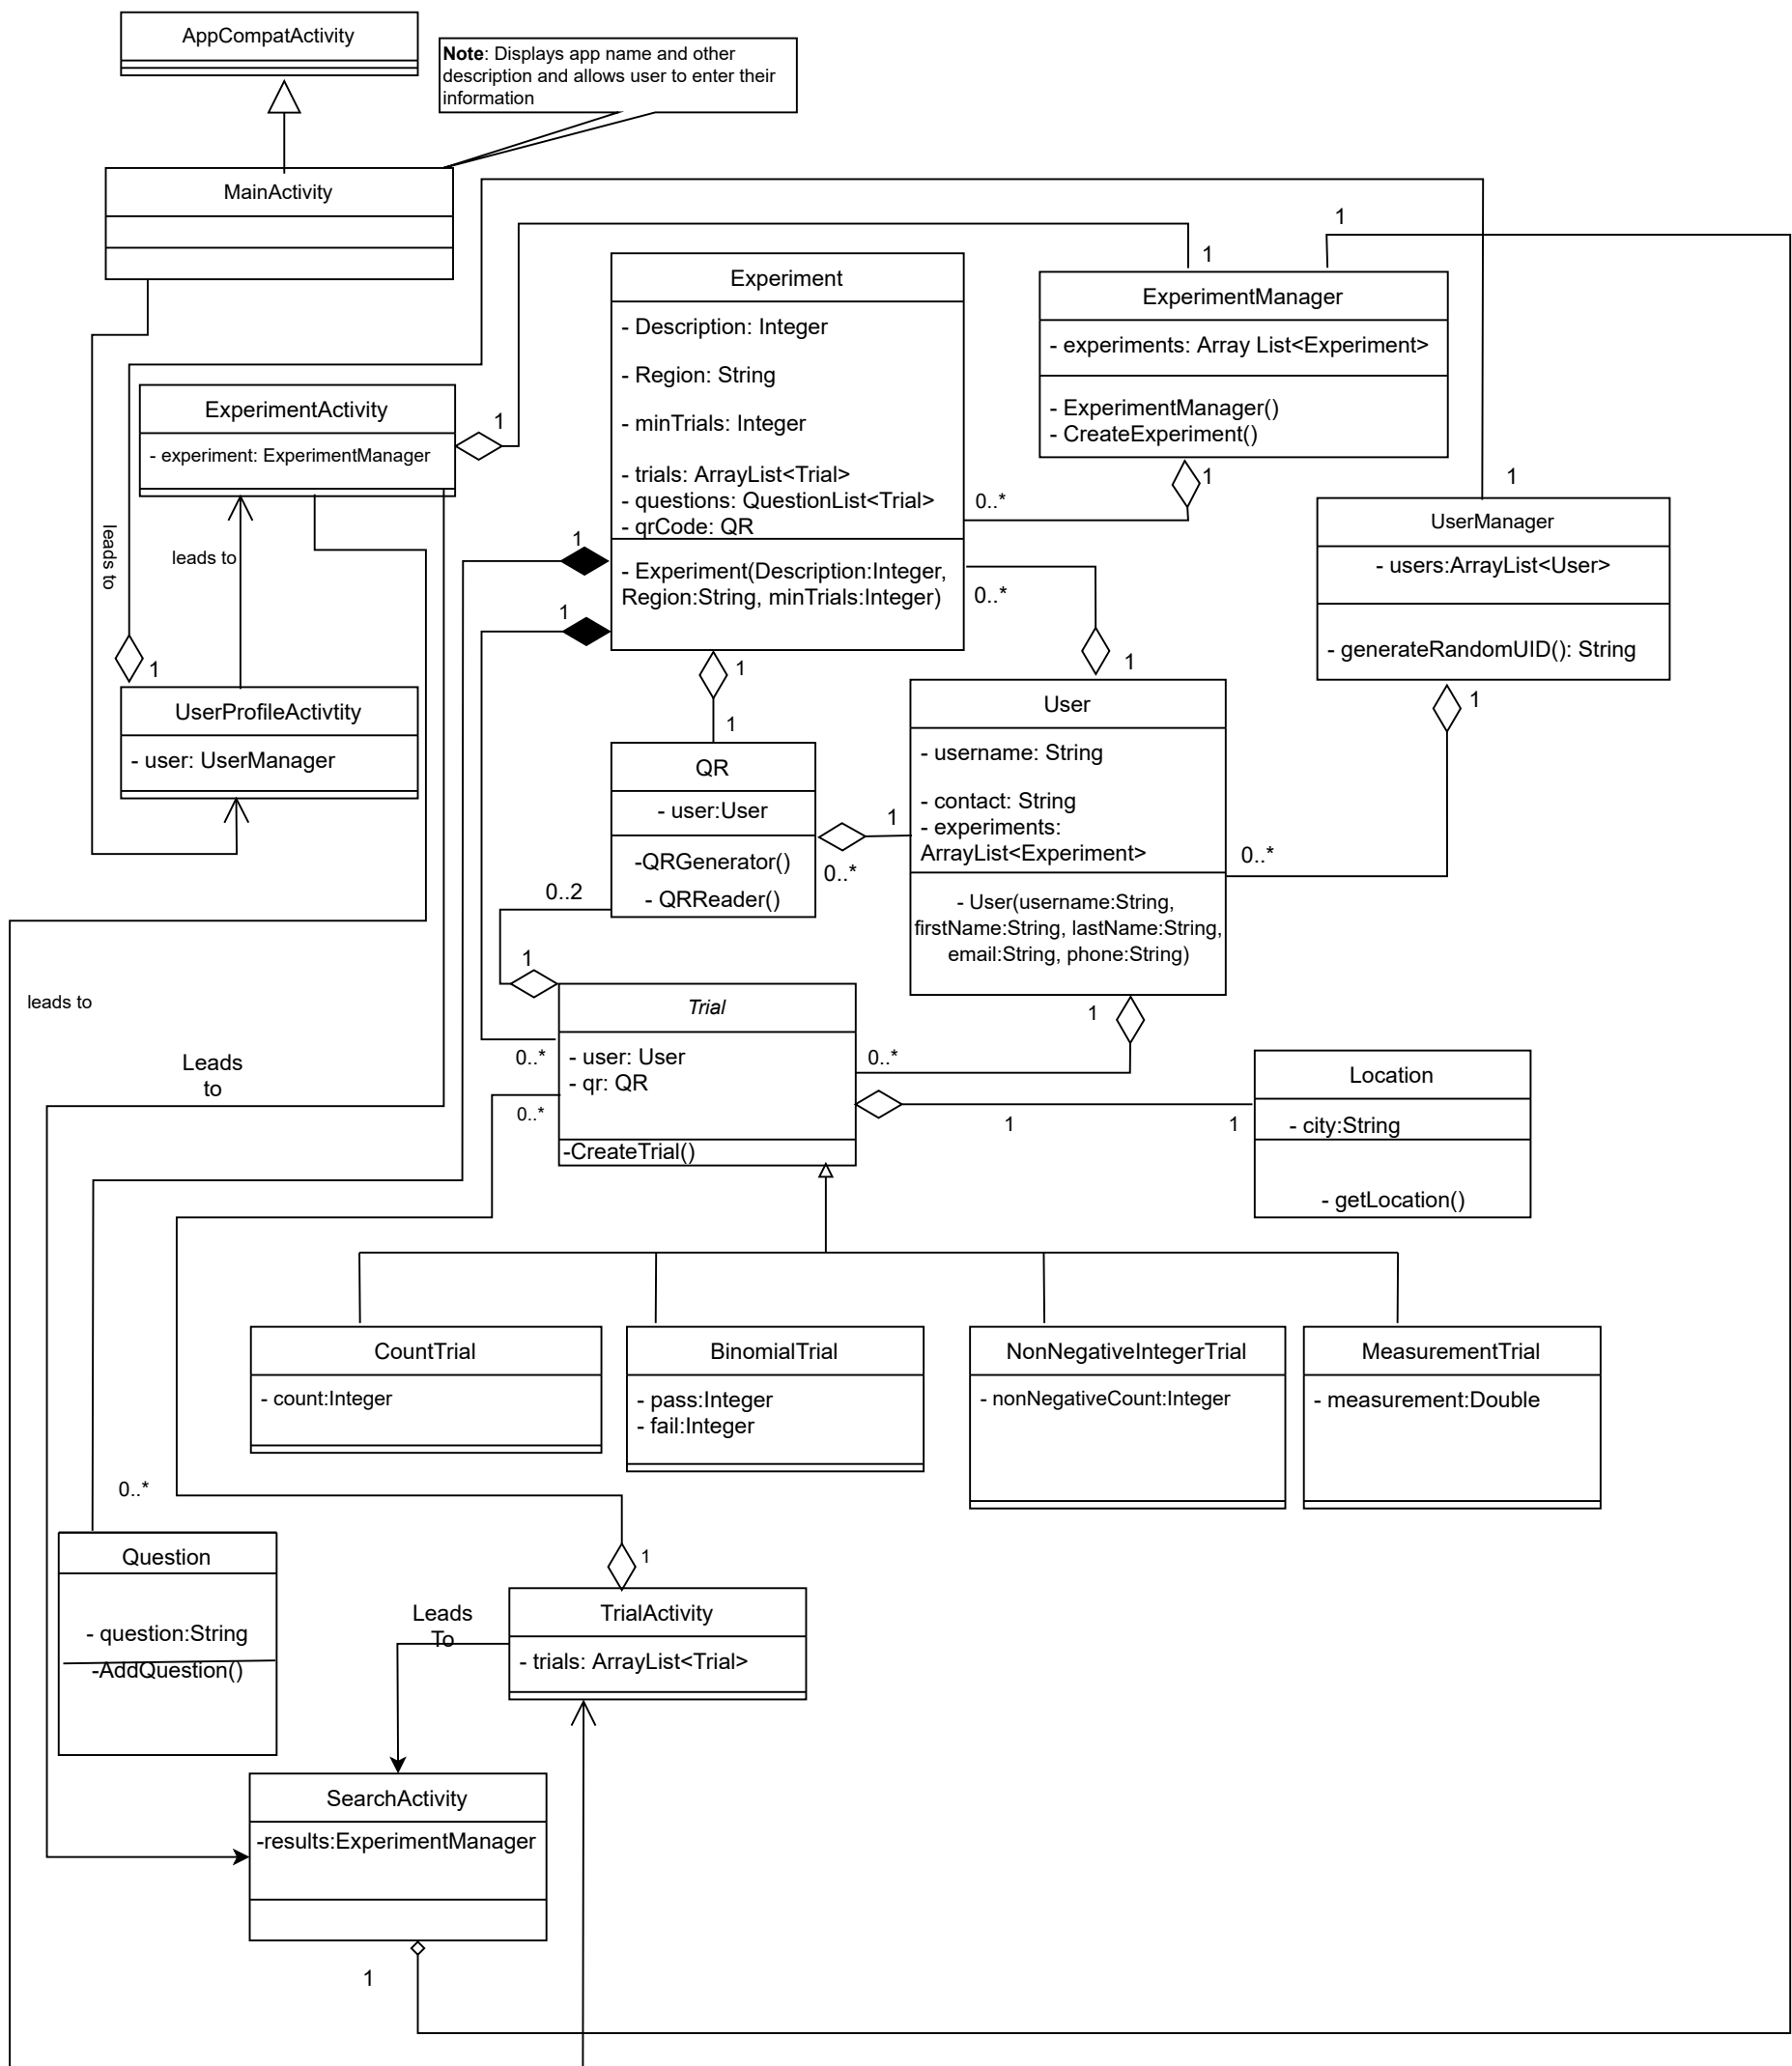 AppCompatActivity
Note: Displays app name and other
description and allows user to enter their
information
MainActivity
1
1
Experiment
- Description: Integer
- Region: String
- minTrials: Integer
- trials: ArrayList<Trial>
- questions: QuestionList<Trial>
- qrCode: QR
- Experiment(Description:Integer,
Region:String, minTrials:Integer)
ExperimentManager
- experiments: Array List<Experiment>
- ExperimentManager()
- CreateExperiment()
ExperimentActivity
- experiment: ExperimentManager
1
1
0..*
1
UserManager
- users:ArrayList<User>
- generateRandomUID(): String
leads to
leads to
1
1
0..*
1
1
1
1
1
UserProfileActivtity
- user: UserManager
User
- username: String
- contact: String
- experiments:
ArrayList<Experiment>
- User(username:String,
firstName:String, lastName:String,
email:String, phone:String)
QR
- user:User
-QRGenerator()
- QRReader()
1
0..*
0..*
0..2
1
leads to
Leads
to
Trial
- user: User
- qr: QR
-CreateTrial()
0..*
0..*
1
0..*
1
1
Location
- city:String
- getLocation()
CountTrial
- count:Integer
BinomialTrial
- pass:Integer
- fail:Integer
NonNegativeIntegerTrial
- nonNegativeCount:Integer
MeasurementTrial
- measurement:Double
0..*
Question
- question:String
-AddQuestion()
1
TrialActivity
- trials: ArrayList<Trial>
Leads
To
SearchActivity
-results:ExperimentManager
1